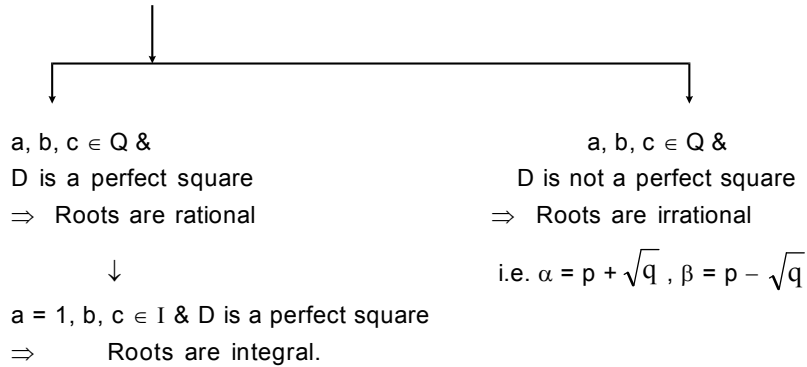 a, b, c ∈ Q &
D is a perfect square
⇒ Roots are rational
↓
a = 1, b, c ∈ I & D is a perfect square
⇒ Roots are integral.
a, b, c ∈ Q &
D is not a perfect square
⇒ Roots are irrational
i.e. α = p + √q , β = p – √q